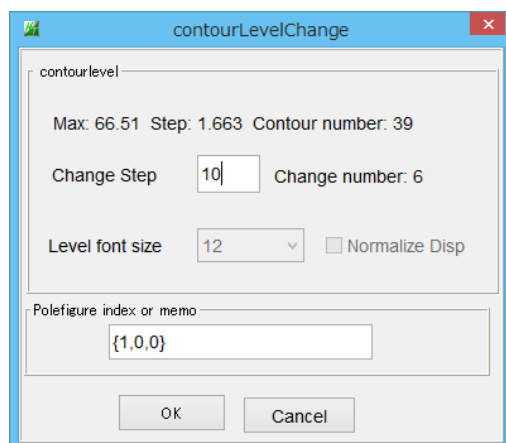 contourLevelChange
contourlevel
Max: 66.51 Step: 1.663 Contour number: 39
Change Step 10 Change number: 6
Level font size 12 Normalize Disp
Polefigure index or memo
{1,0,0}
OK Cancel